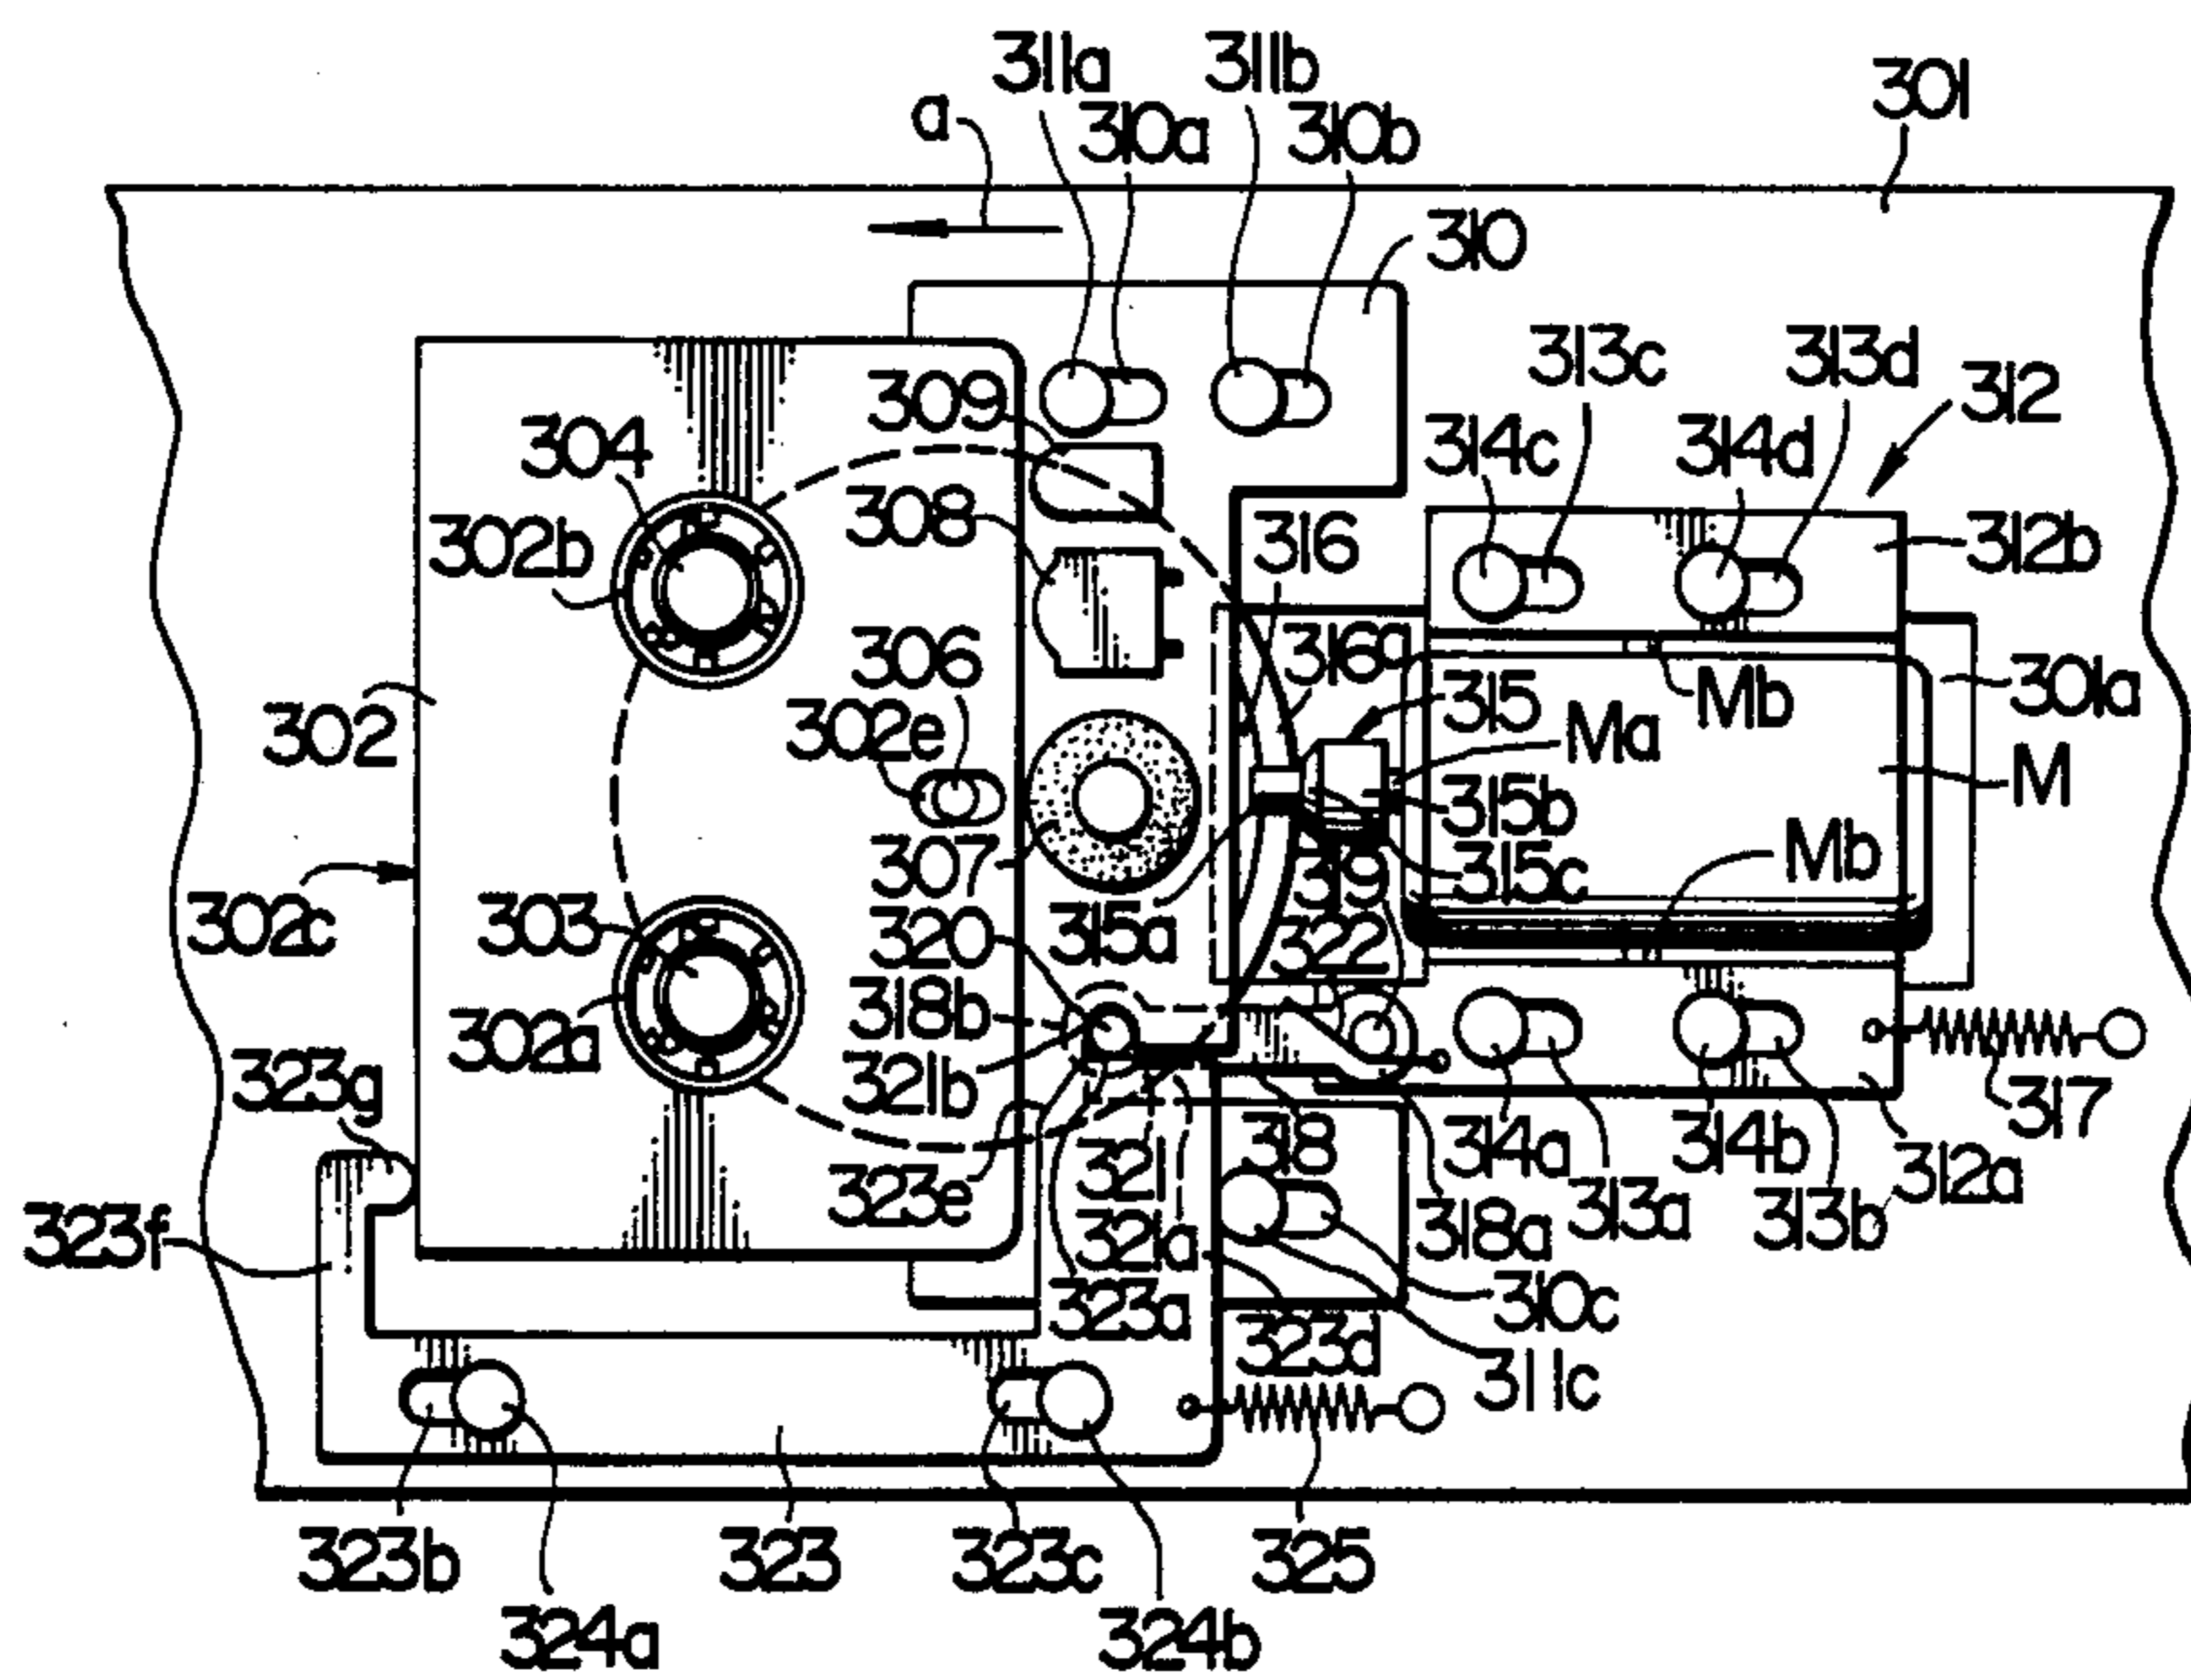 311a 311b 301
a 310a 310b
310
313c 313d
309 312
304 314c 314d
308 316 312b
302b
306 316a 301a
302 302e 315 Ma Mb
M
315b
307 319 315c Mb
302c 303 320 315a 322
318b
302a
323g 321b 317
321 318 314a 314b
323e 312a
323f 321a 318a 313a 313b
323a 310c
323d
311c
323b 323 323c 325
324a 324b